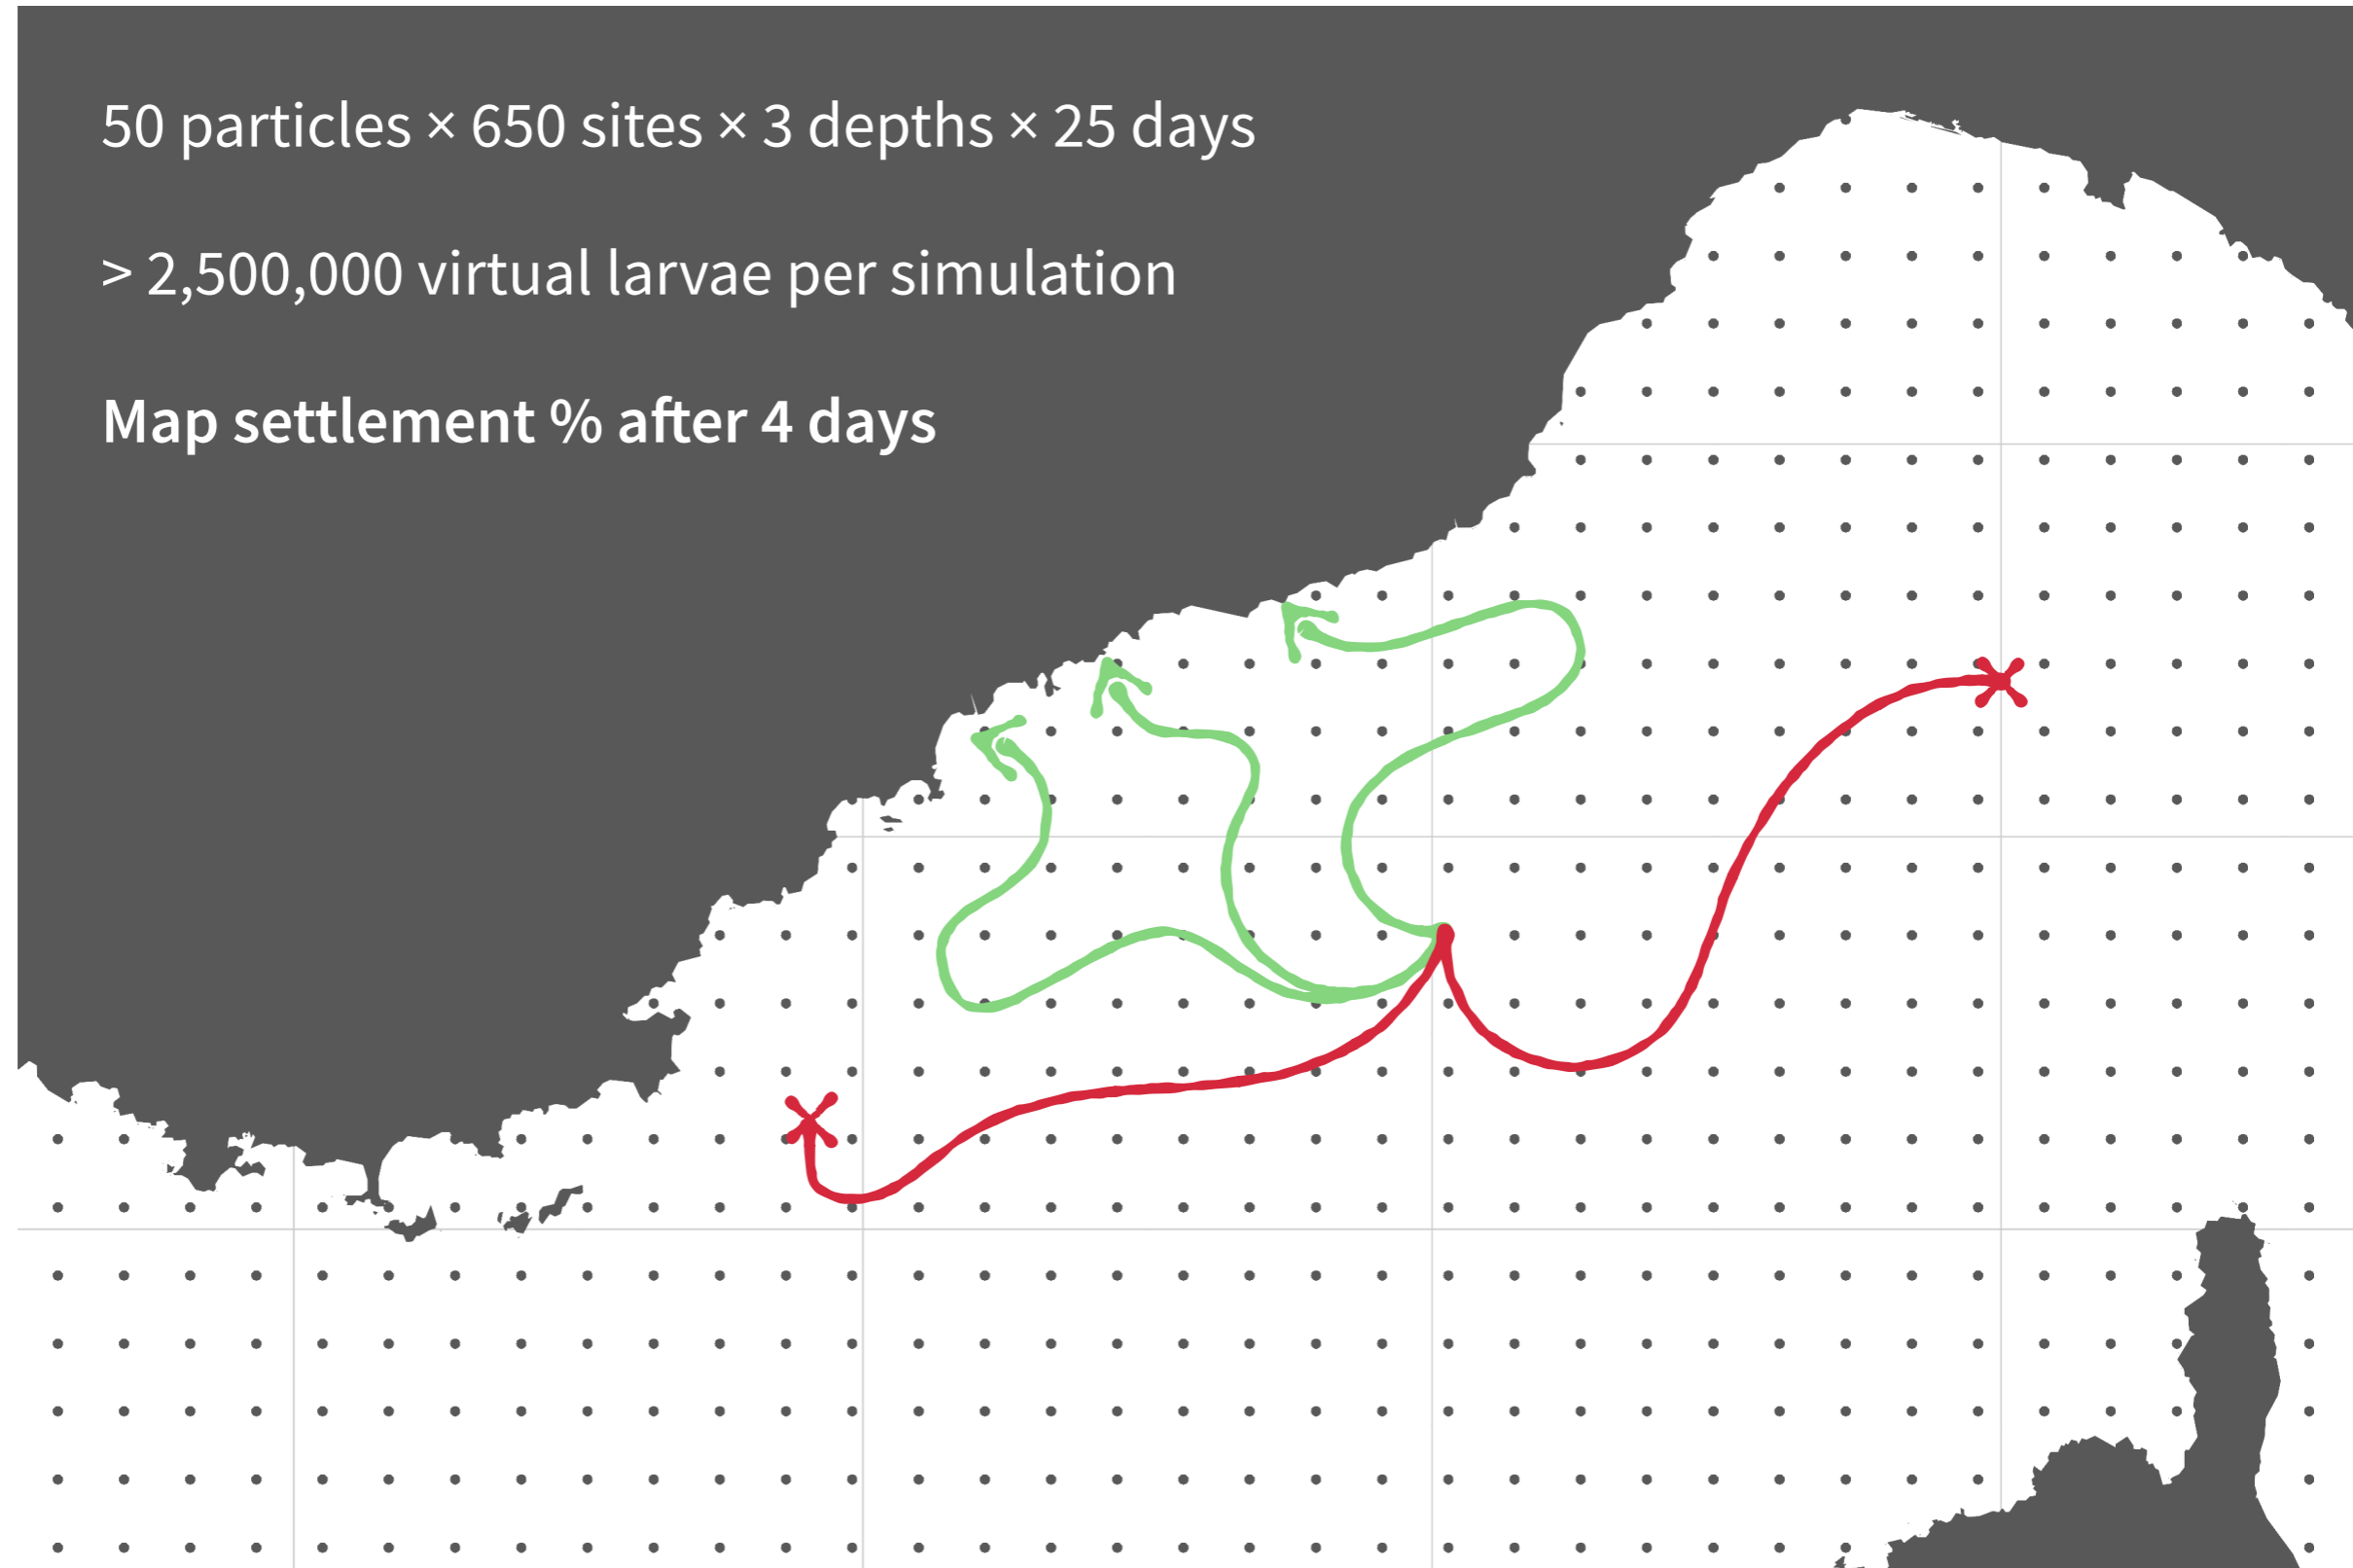 50 particles × 650 sites × 3 depths × 25 days
> 2,500,000 virtual larvae per simulation
Map settlement % after 4 days